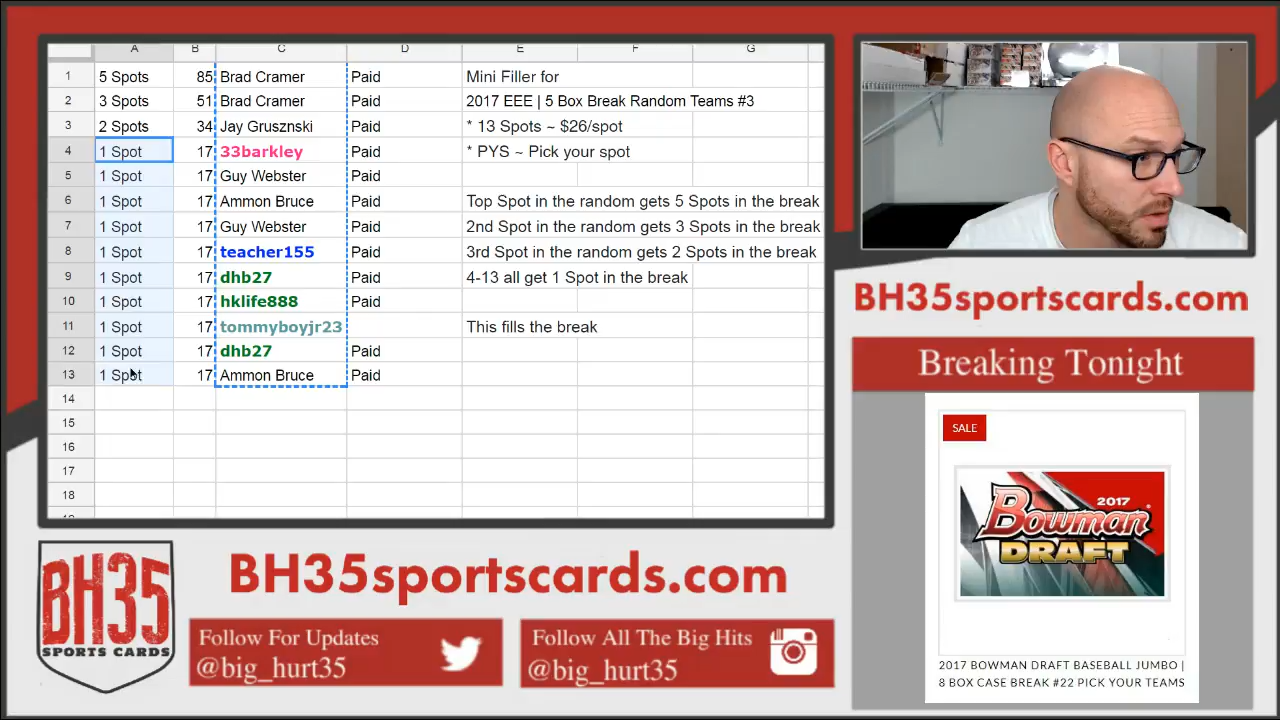 A B C D E F G
1 5 Spots 85 Brad Cramer Paid Mini Filler for
2 3 Spots 51 Brad Cramer Paid 2017 EEE | 5 Box Break Random Teams #3
3 2 Spots 34 Jay Grusznski Paid * 13 Spots ~ $26/spot
4 1 Spot 17 33barkley Paid * PYS ~ Pick your spot
5 1 Spot 17 Guy Webster Paid
6 1 Spot 17 Ammon Bruce Paid Top Spot in the random gets 5 Spots in the break
7 1 Spot 17 Guy Webster Paid 2nd Spot in the random gets 3 Spots in the break
8 1 Spot 17 teacher155 Paid 3rd Spot in the random gets 2 Spots in the break
9 1 Spot 17 dhb27 Paid 4-13 all get 1 Spot in the break
10 1 Spot 17 hklife888 Paid
11 1 Spot 17 tommyboyjr23 This fills the break
12 1 Spot 17 dhb27 Paid
13 1 Spot 17 Ammon Bruce Paid
14
15
16
17
18
BH35sportscards.com
Breaking Tonight
SALE
2017
Bowman
DRAFT
2017 BOWMAN DRAFT BASEBALL JUMBO |
8 BOX CASE BREAK #22 PICK YOUR TEAMS
BH35
SPORTS CARDS
BH35sportscards.com
Follow For Updates
@big_hurt35
Follow All The Big Hits
@big_hurt35